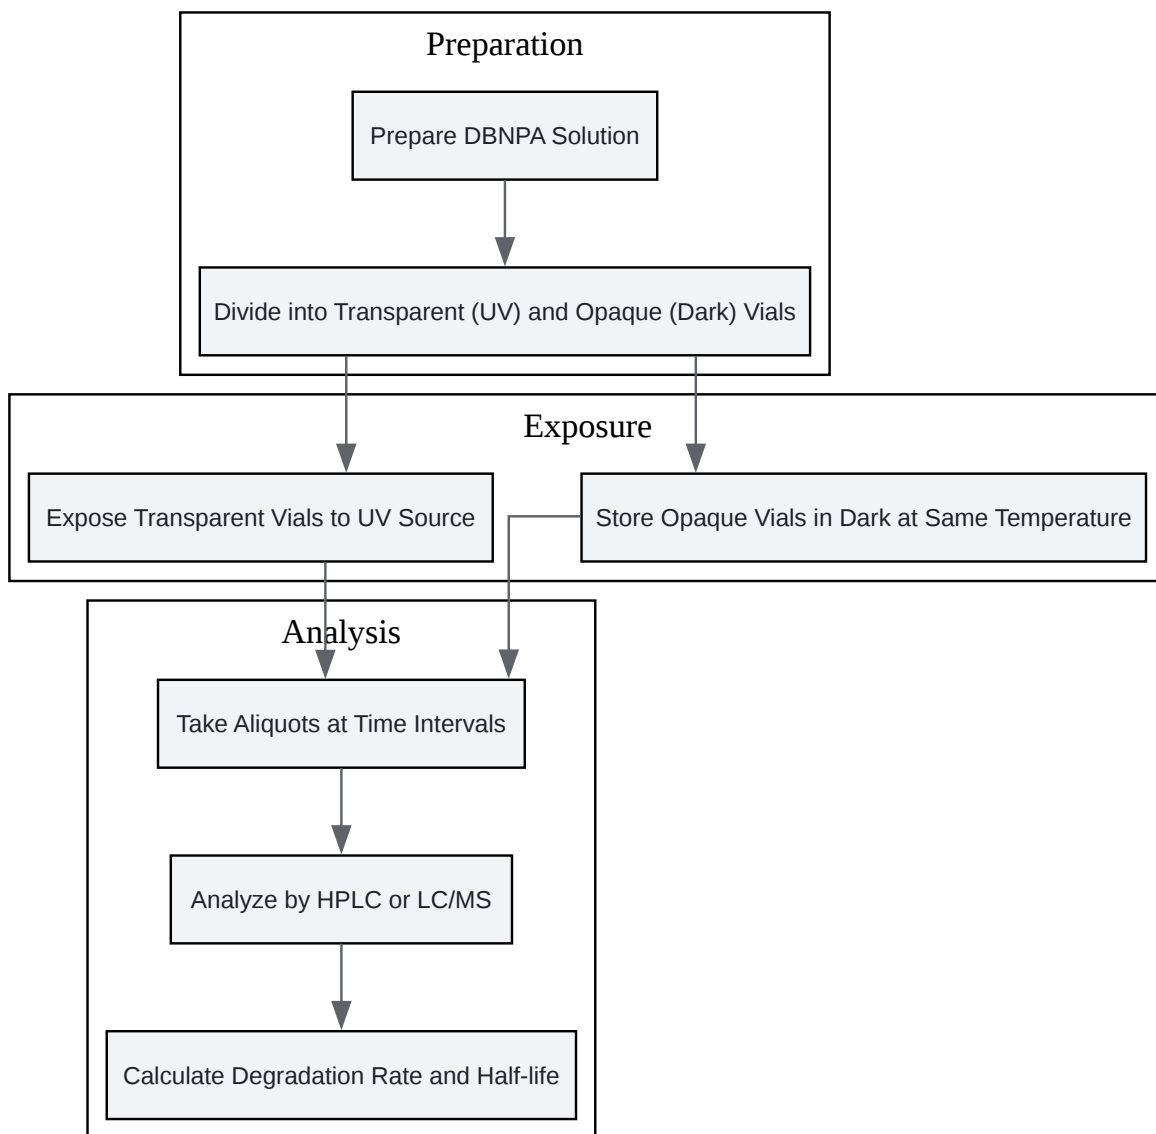 Preparation
Prepare DBNPA Solution
Divide into Transparent (UV) and Opaque (Dark) Vials
Exposure
Expose Transparent Vials to UV Source
Store Opaque Vials in Dark at Same Temperature
Analysis
Take Aliquots at Time Intervals
Analyze by HPLC or LC/MS
Calculate Degradation Rate and Half-life